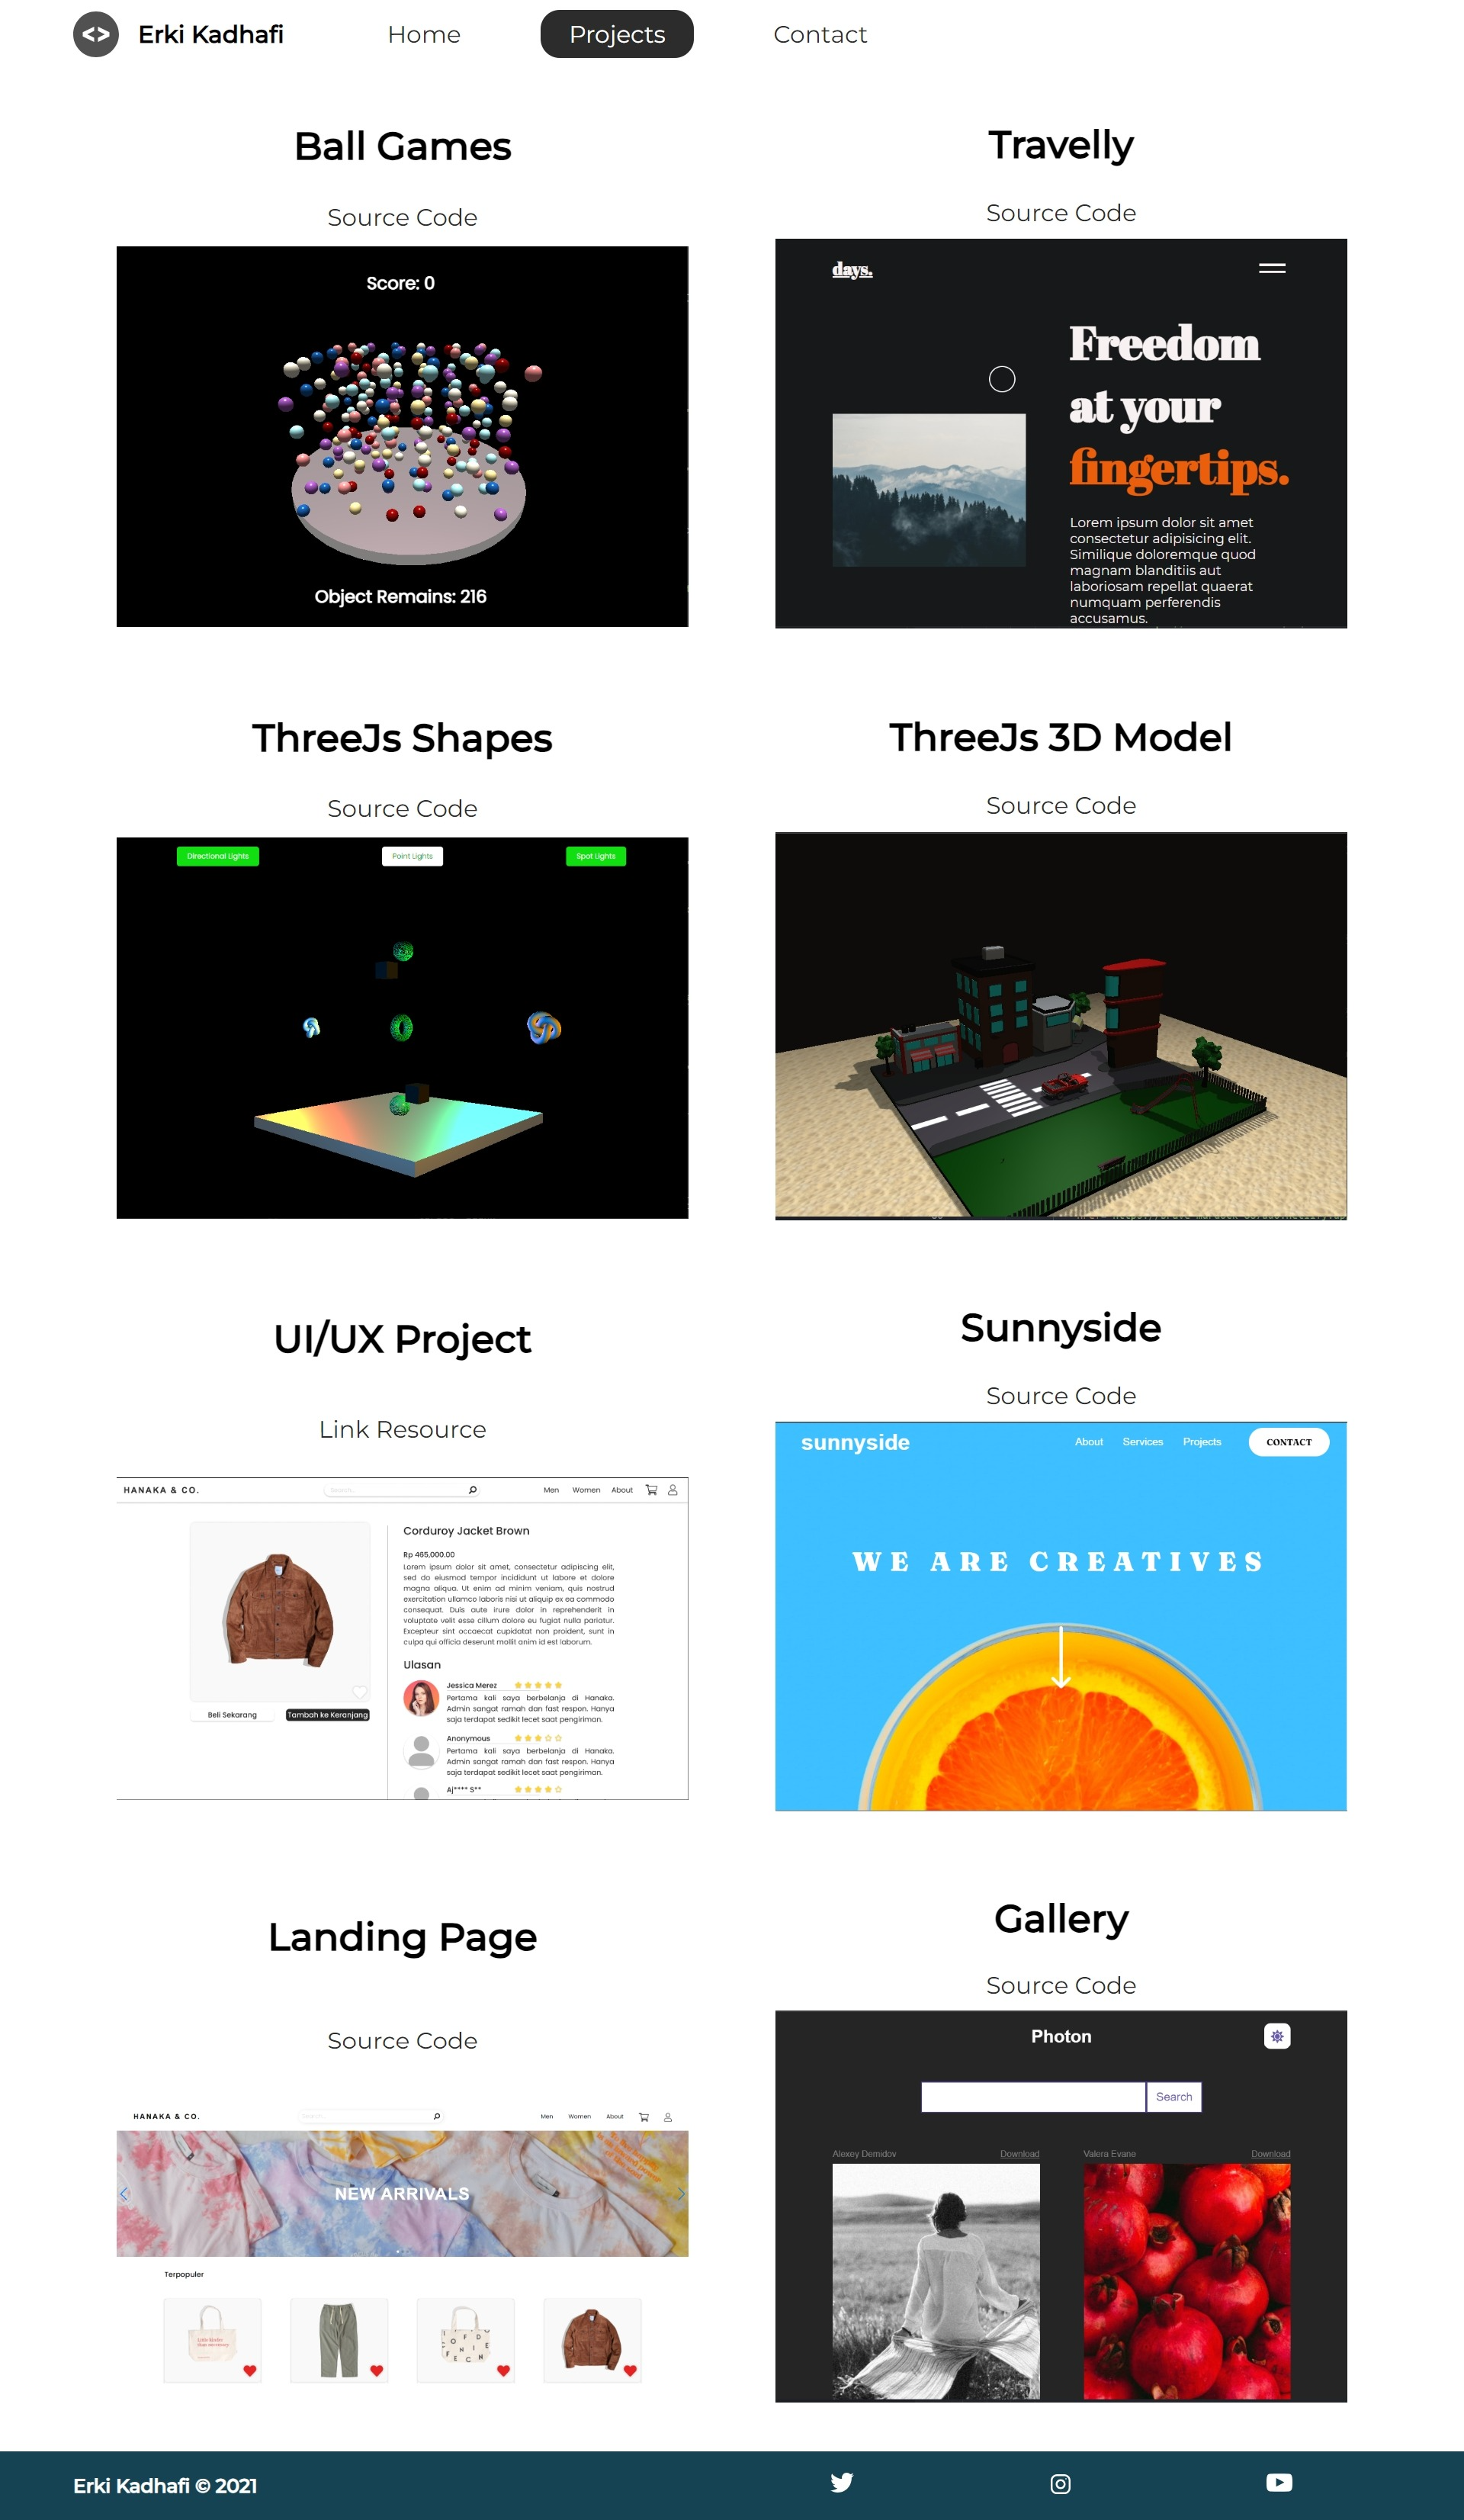 <> Erki Kadhafi Home Projects Contact
Ball Games
Source Code
Score: 0
Object Remains: 216
Travelly
Source Code
days.
Freedom
at your
fingertips.
Lorem ipsum dolor sit amet
consectetur adipisicing elit.
Similique doloremque quod
magnam blanditiis aut
laboriosam repellat quaerat
numquam perferendis
accusamus.
ThreeJs Shapes
Source Code
Directional Lights Point Lights Spot Lights
ThreeJs 3D Model
Source Code
UI/UX Project
Link Resource
HANAKA & CO. Search... Men Women About
Corduroy Jacket Brown
Rp 465,000.00
Lorem ipsum dolor sit amet, consectetur adipiscing elit,
sed do eiusmod tempor incididunt ut labore et dolore
magna aliqua. Ut enim ad minim veniam, quis nostrud
exercitation ullamco laboris nisi ut aliquip ex ea commodo
consequat. Duis aute irure dolor in reprehenderit in
voluptate velit esse cillum dolore eu fugiat nulla pariatur.
Excepteur sint occaecat cupidatat non proident, sunt in
culpa qui officia deserunt mollit anim id est laborum.
Ulasan
Jessica Merez
Pertama kali saya berbelanja di Hanaka.
Admin sangat ramah dan fast respon. Hanya
saja terdapat sedikit lecet saat pengiriman.
Beli Sekarang Tambah ke Keranjang
Anonymous
Pertama kali saya berbelanja di Hanaka.
Admin sangat ramah dan fast respon. Hanya
saja terdapat sedikit lecet saat pengiriman.
Aj**** S**
Sunnyside
Source Code
sunnyside About Services Projects CONTACT
WE ARE CREATIVES
Landing Page
Source Code
HANAKA & CO. Men Women About
NEW ARRIVALS
Terpopuler
Gallery
Source Code
Photon
Search
Alexey Demidov Download
Valera Evane Download
Erki Kadhafi © 2021